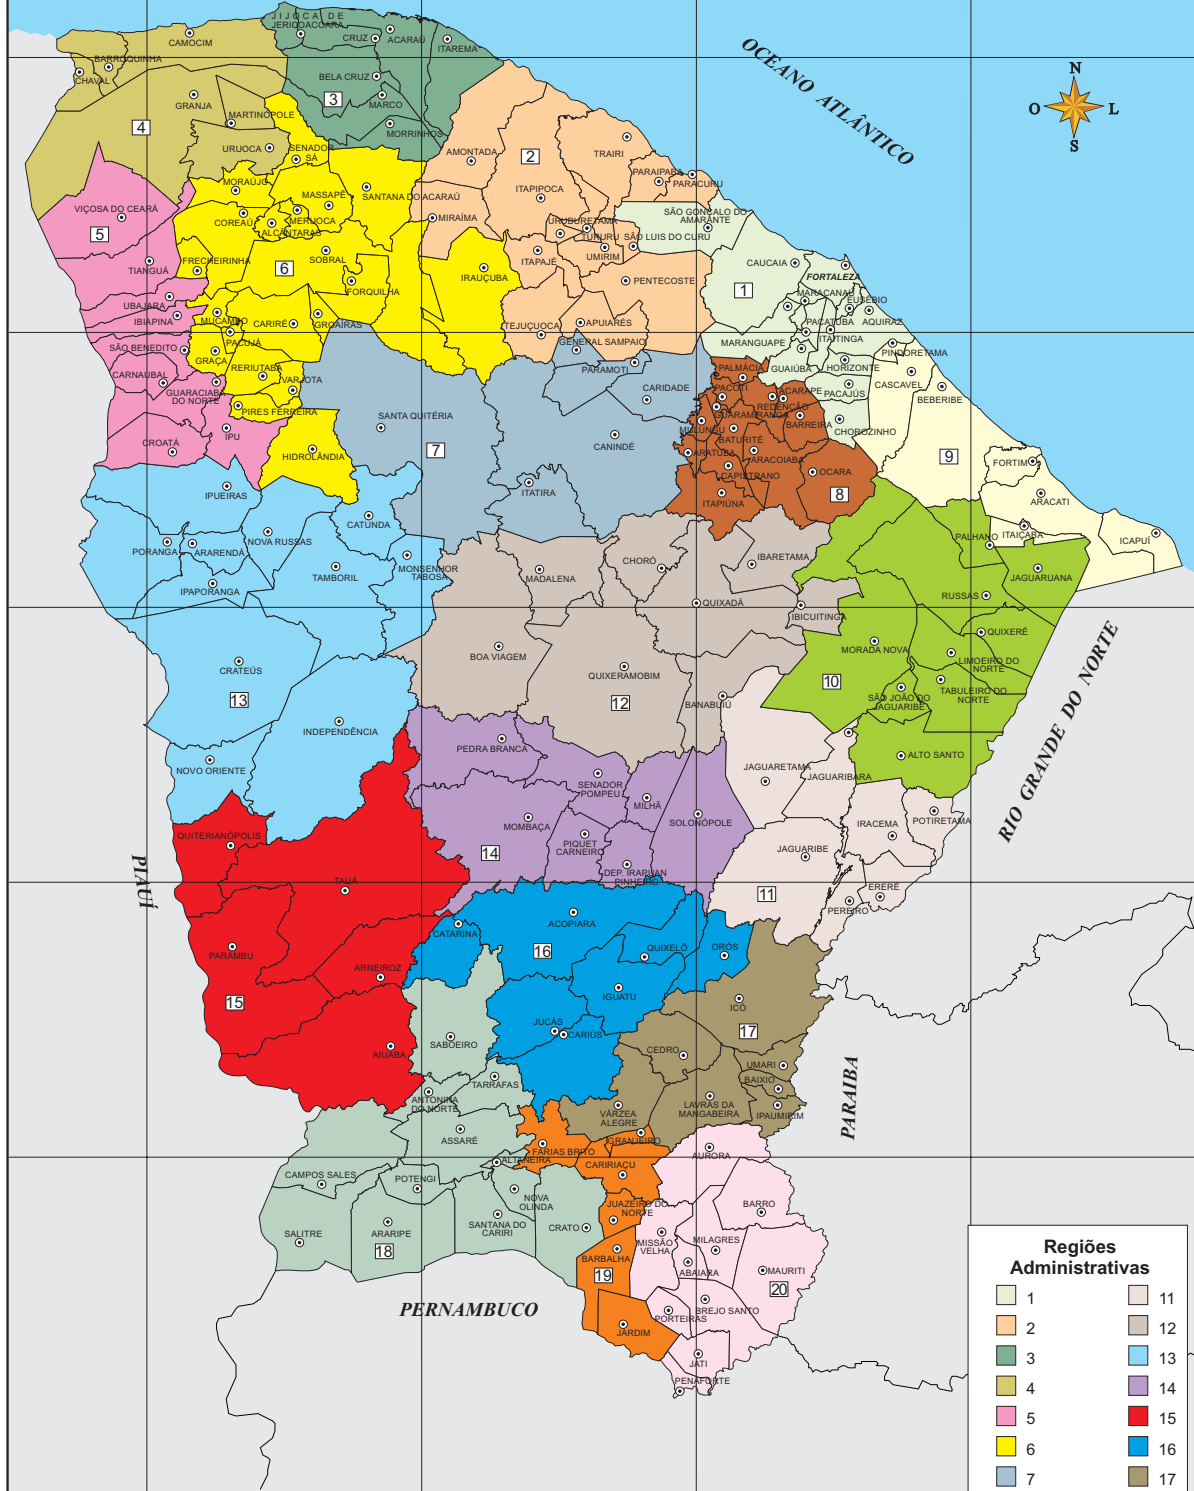 JIJOCA DE
JERICOACOARA
CRUZ
ACARAÚ
ITAREMA
CAMOCIM
BARROQUINHA
CHAVAL
BELA CRUZ
3
MARCO
GRANJA
MARTINÓPOLE
4
MORRINHOS
URUOCA
SENADOR
SÁ
OCEANO ATLÂNTICO
N
O
L
S
AMONTADA
2
TRAIRI
PARAIPABA
PARACURU
MORAÚJO
MASSAPÊ
SANTANA DO ACARAÚ
ITAPIPOCA
VIÇOSA DO CEARÁ
5
COREAÚ
MERUOCA
ALCÂNTARAS
MIRAÍMA
URUBURETAMA
TURURU
UMIRIM
SÃO GONÇALO DO
AMARANTE
SÃO LUIS DO CURU
TIANGUÁ
FRECHEIRINHA
6
SOBRAL
FORQUILHA
IRAUÇUBA
ITAPAJÉ
PENTECOSTE
CAUCAIA
FORTALEZA
1
UBAJARA
IBIAPINA
MUCAMBO
PACUJÁ
CARIRÉ
GROAÍRAS
TEJUÇUOCA
APUIARÉS
GENERAL SAMPAIO
MARACANAÚ
EUSÉBIO
AQUIRAZ
PACATUBA
ITAITINGA
MARANGUAPE
PINDORETAMA
SÃO BENEDITO
GRAÇA
RERIUTABA
VARJOTA
PARAMOTI
CARIDADE
PALMÁCIA
GUAIÚBA
HORIZONTE
CASCAVEL
CARNAUBAL
GUARACIABA
DO NORTE
PIRES FERREIRA
PACOTI
ACARAPE
REDENÇÃO
PACAJÚS
BEBERIBE
CROATÁ
IPU
SANTA QUITÉRIA
CANINDÉ
MULUNGU
GUARAMIRANGA
BARREIRA
CHOROZINHO
HIDROLÂNDIA
7
ARATUBA
BATURITÉ
ARACOIABA
CAPISTRANO
OCARA
9
FORTIM
IPUEIRAS
ITATIRA
ITAPIÚNA
8
ARACATI
CATUNDA
PORANGA
ARARENDÁ
NOVA RUSSAS
ITAIÇABA
PALHANO
ICAPUÍ
IPAPORANGA
TAMBORIL
MONSENHOR
TABOSA
MADALENA
CHORÓ
IBARETAMA
JAGUARUANA
QUIXADÁ
IBICUITINGA
RUSSAS
CRATEÚS
13
BOA VIAGEM
QUIXERAMOBIM
12
BANABUIÚ
MORADA NOVA
10
QUIXERÉ
LIMOEIRO DO
NORTE
TABULEIRO DO
NORTE
SÃO JOÃO DO
JAGUARIBE
INDEPENDÊNCIA
NOVO ORIENTE
PEDRA BRANCA
SENADOR
POMPEU
MILHÃ
JAGUARETAMA
JAGUARIBARA
ALTO SANTO
RIO GRANDE DO NORTE
QUITERIANÓPOLIS
MOMBAÇA
14
PIQUET
CARNEIRO
SOLONÓPOLE
IRACEMA
POTIRETAMA
PIAUÍ
TAUÁ
DEP. IRAPUAN
PINHEIRO
JAGUARIBE
11
ERERÉ
PEREIRO
CATARINA
ACOPIARA
PARAMBU
16
QUIXELÔ
ORÓS
ARNEIROZ
15
IGUATU
ICÓ
17
AIUABA
SABOEIRO
JUCÁS
CARIÚS
CEDRO
UMARI
BAIXIO
IPAUMIRIM
TARRAFAS
ANTONINA
DO NORTE
VÁRZEA
ALEGRE
LAVRAS DA
MANGABEIRA
PARAIBA
ASSARÉ
FARIAS BRITO
GRANJEIRO
AURORA
ALTANEIRA
CARIRIAÇU
CAMPOS SALES
POTENGI
NOVA
OLINDA
SALITRE
ARARIPE
18
SANTANA DO
CARIRI
CRATO
JUAZEIRO DO
NORTE
BARRO
MISSÃO
VELHA
MILAGRES
BARBALHA
19
ABAIARA
MAURITI
20
PERNAMBUCO
JARDIM
PORTEIRAS
BREJO SANTO
JATI
PENAFORTE
Regiões
Administrativas
1 11
2 12
3 13
4 14
5 15
6 16
7 17